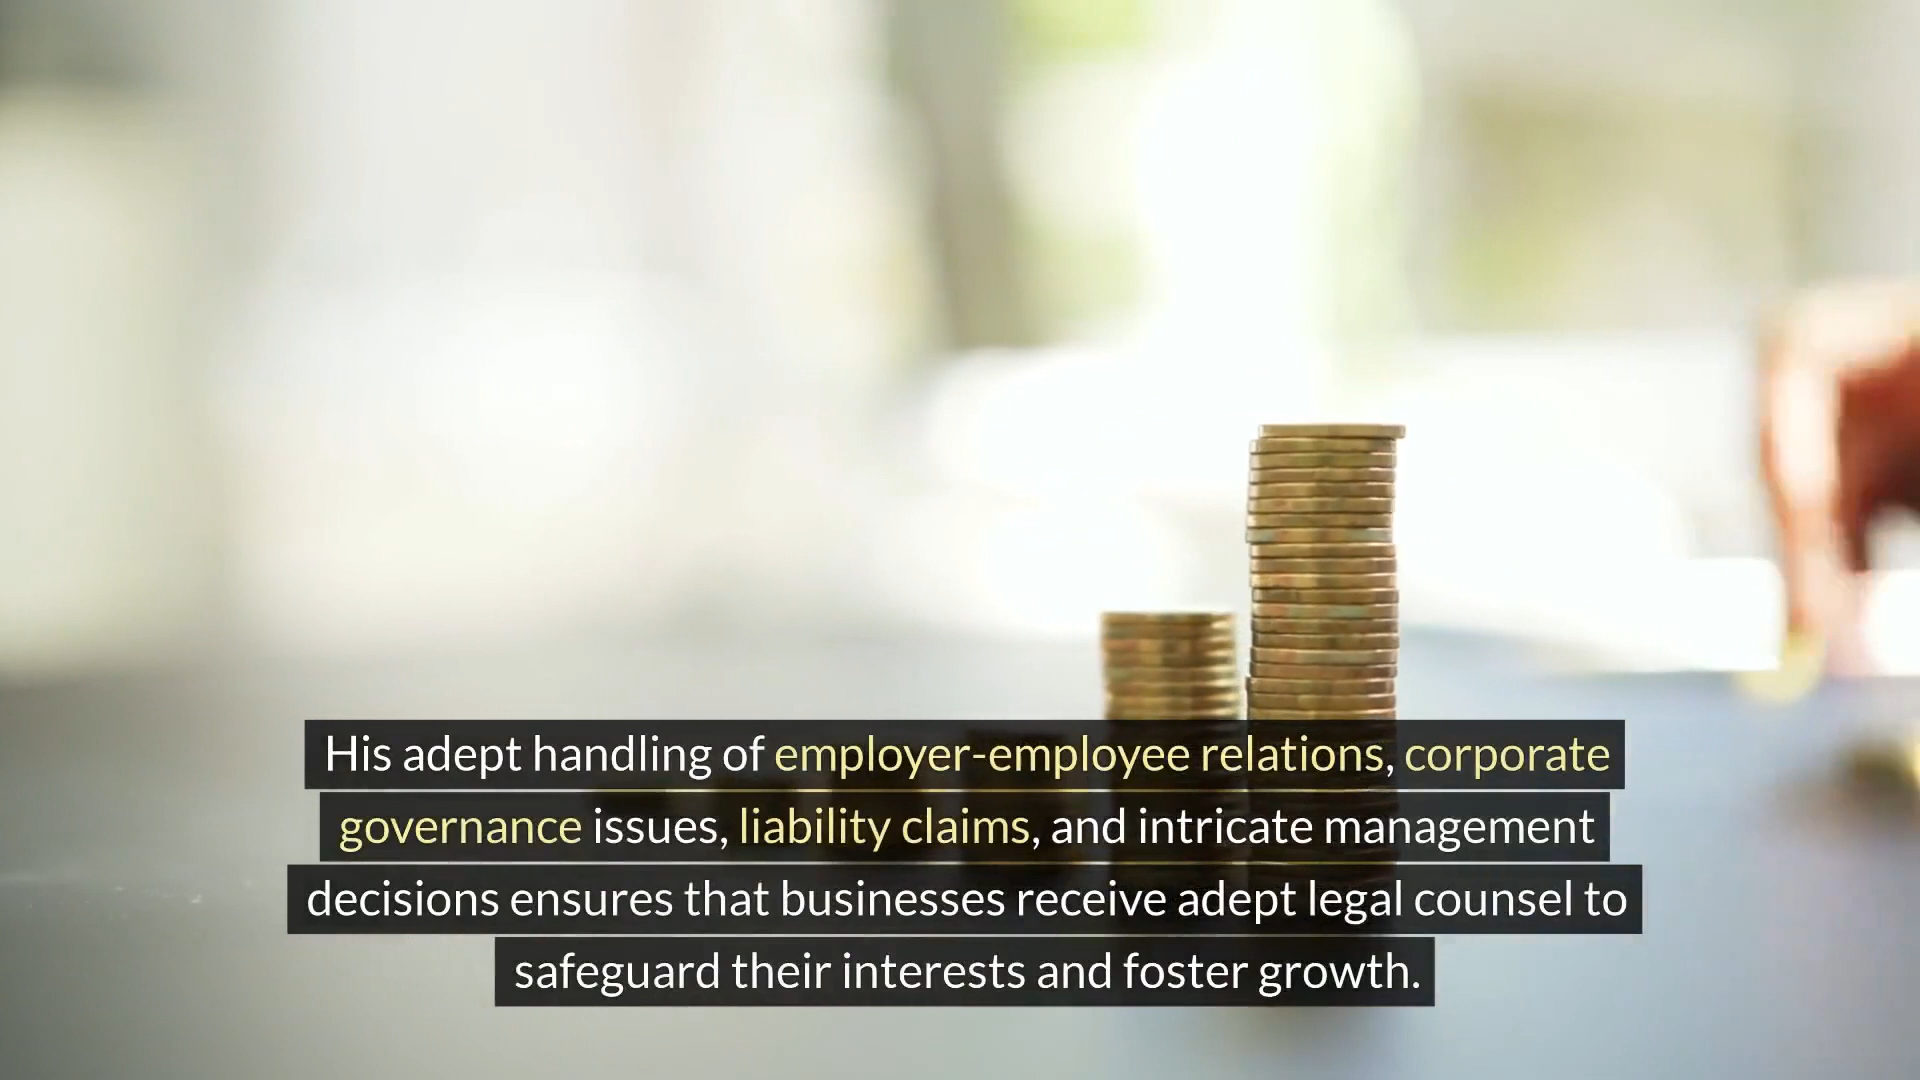 His adept handling of employer-employee relations, corporate
governance issues, liability claims, and intricate management
decisions ensures that businesses receive adept legal counsel to
safeguard their interests and foster growth.